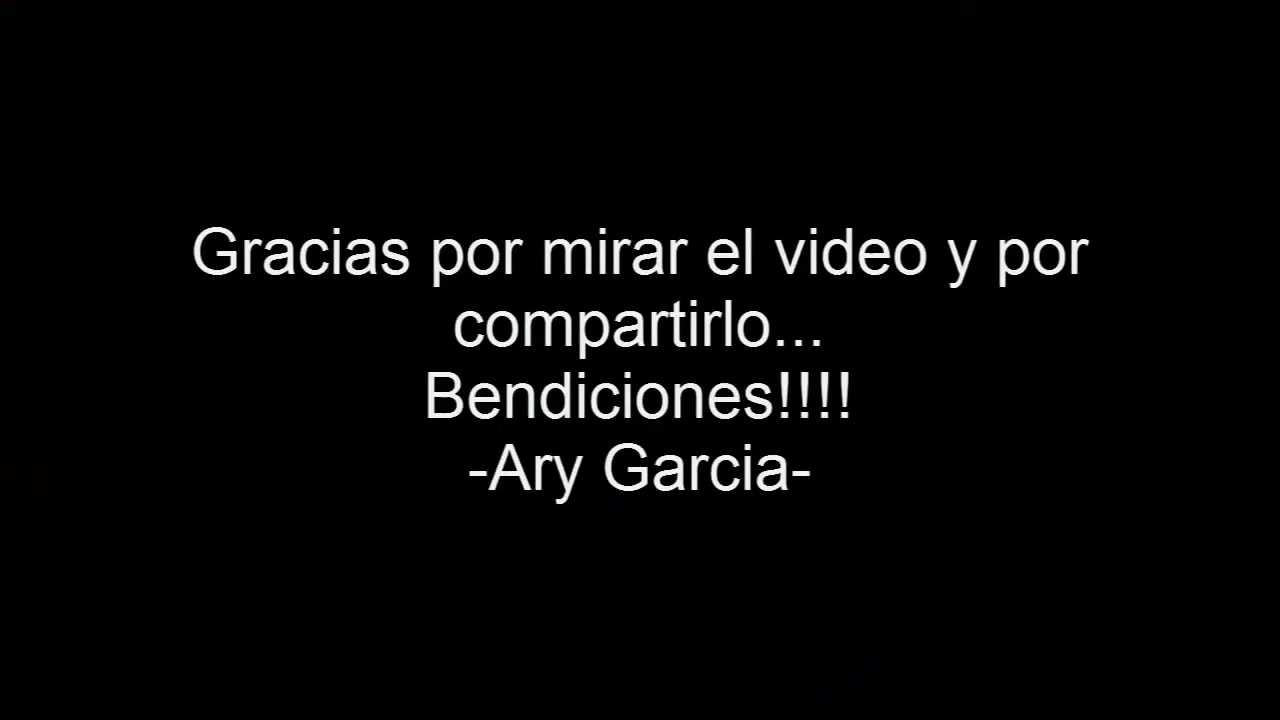 Gracias por mirar el video y por
compartirlo...
Bendiciones!!!!
-Ary Garcia-